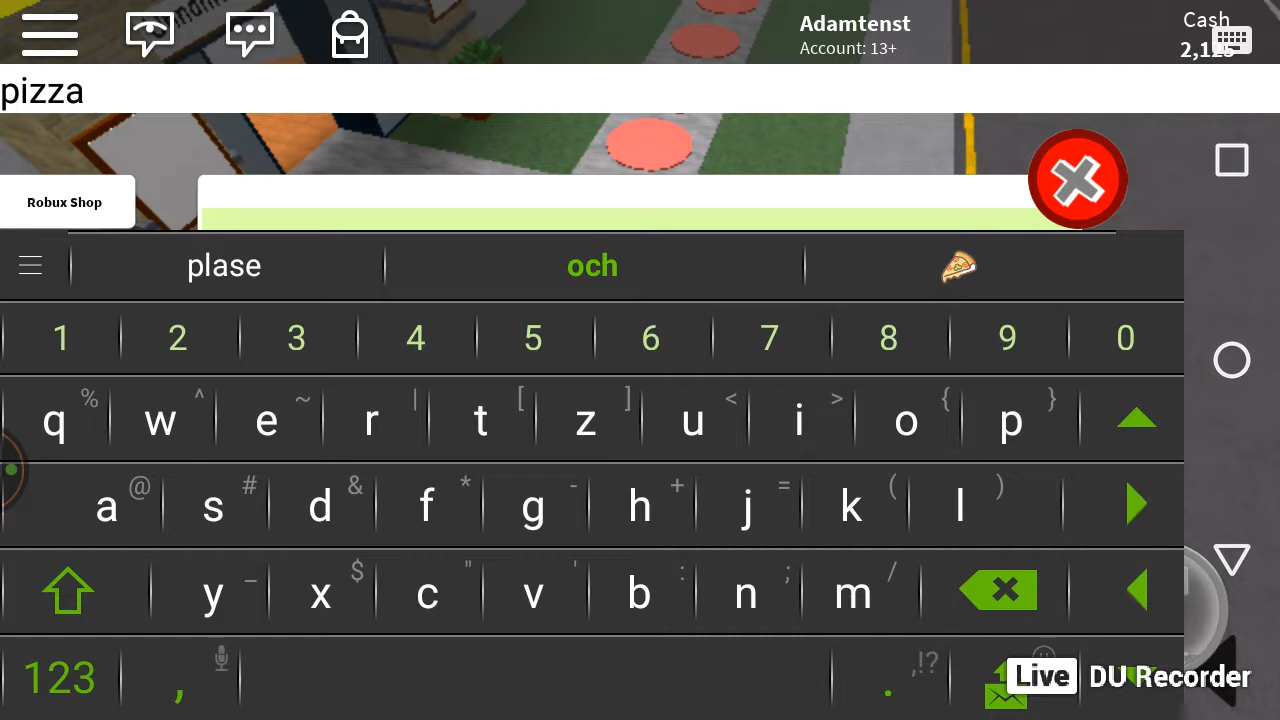 Adamtenst
Account: 13+
Cash
pizza
Robux Shop
plase och
1 2 3 4 5 6 7 8 9 0
% ^ ~ | [ ] < > { }
q w e r t z u i o p
@ # & * - + = ( )
a s d f g h j k l
_ $ " ' : ; /
y x c v b n m
,!?
123 , .
Live DU Recorder